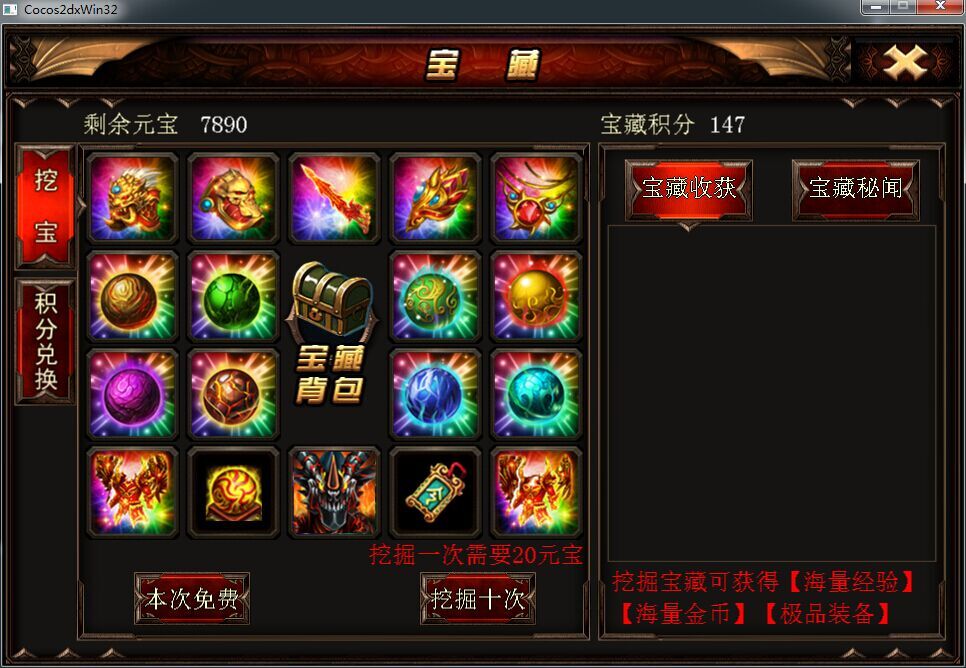 Cocos2dxWin32
宝 藏
剩余元宝 7890
宝藏积分 147
挖宝
积分兑换
宝藏收获
宝藏秘闻
宝藏
背包
挖掘一次需要20元宝
本次免费
挖掘十次
挖掘宝藏可获得【海量经验】
【海量金币】【极品装备】